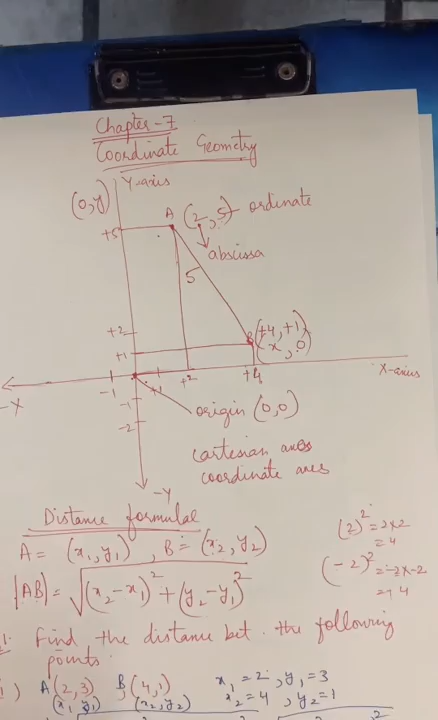 Chapter-7
Coordinate Geometry
Y-axis
(0,y)
A (2,5) ordinate
+5
abscissa
5
+2
+1
B(+4,+1)
(x,0)
-X -1 +1 +2 +4 X-axis
-1
-2
origin (0,0)
cartesian axes
coordinate axes
-Y
Distance formula
A = (x₁,y₁) , B = (x₂,y₂)
(2)² = 2×2
= 4
|AB| = √(x₂-x₁)² + (y₂-y₁)²
(-2)² = -2×-2
= +4
1. Find the distance bet. the following
points.
i) A(2,3) B(4,1) x₁=2, y₁=3
(x₁,y₁) (x₂,y₂) x₂=4, y₂=1